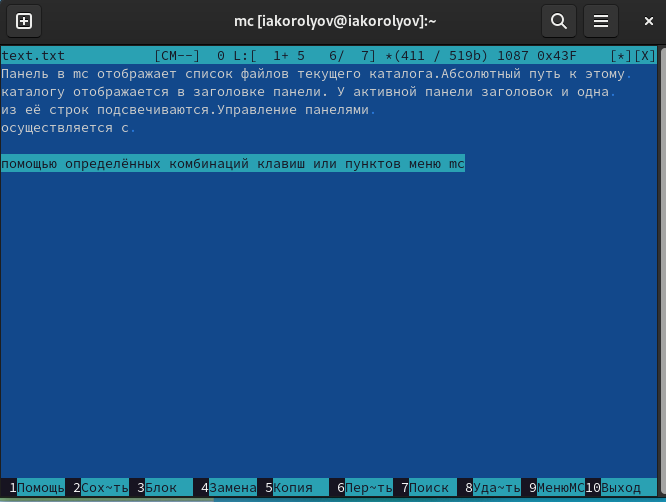 mc [iakorolyov@iakorolyov]:~
text.txt [CM--] 0 L:[ 1+ 5 6/ 7] *(411 / 519b) 1087 0x43F [*][X]
Панель в mc отображает список файлов текущего каталога.Абсолютный путь к этому.
каталогу отображается в заголовке панели. У активной панели заголовок и одна.
из её строк подсвечиваются.Управление панелями.
осуществляется с.
помощью определённых комбинаций клавиш или пунктов меню mc
1Помощь 2Сох~ть 3Блок 4Замена 5Копия 6Пер~ть 7Поиск 8Уда~ть 9МенюMC 10Выход